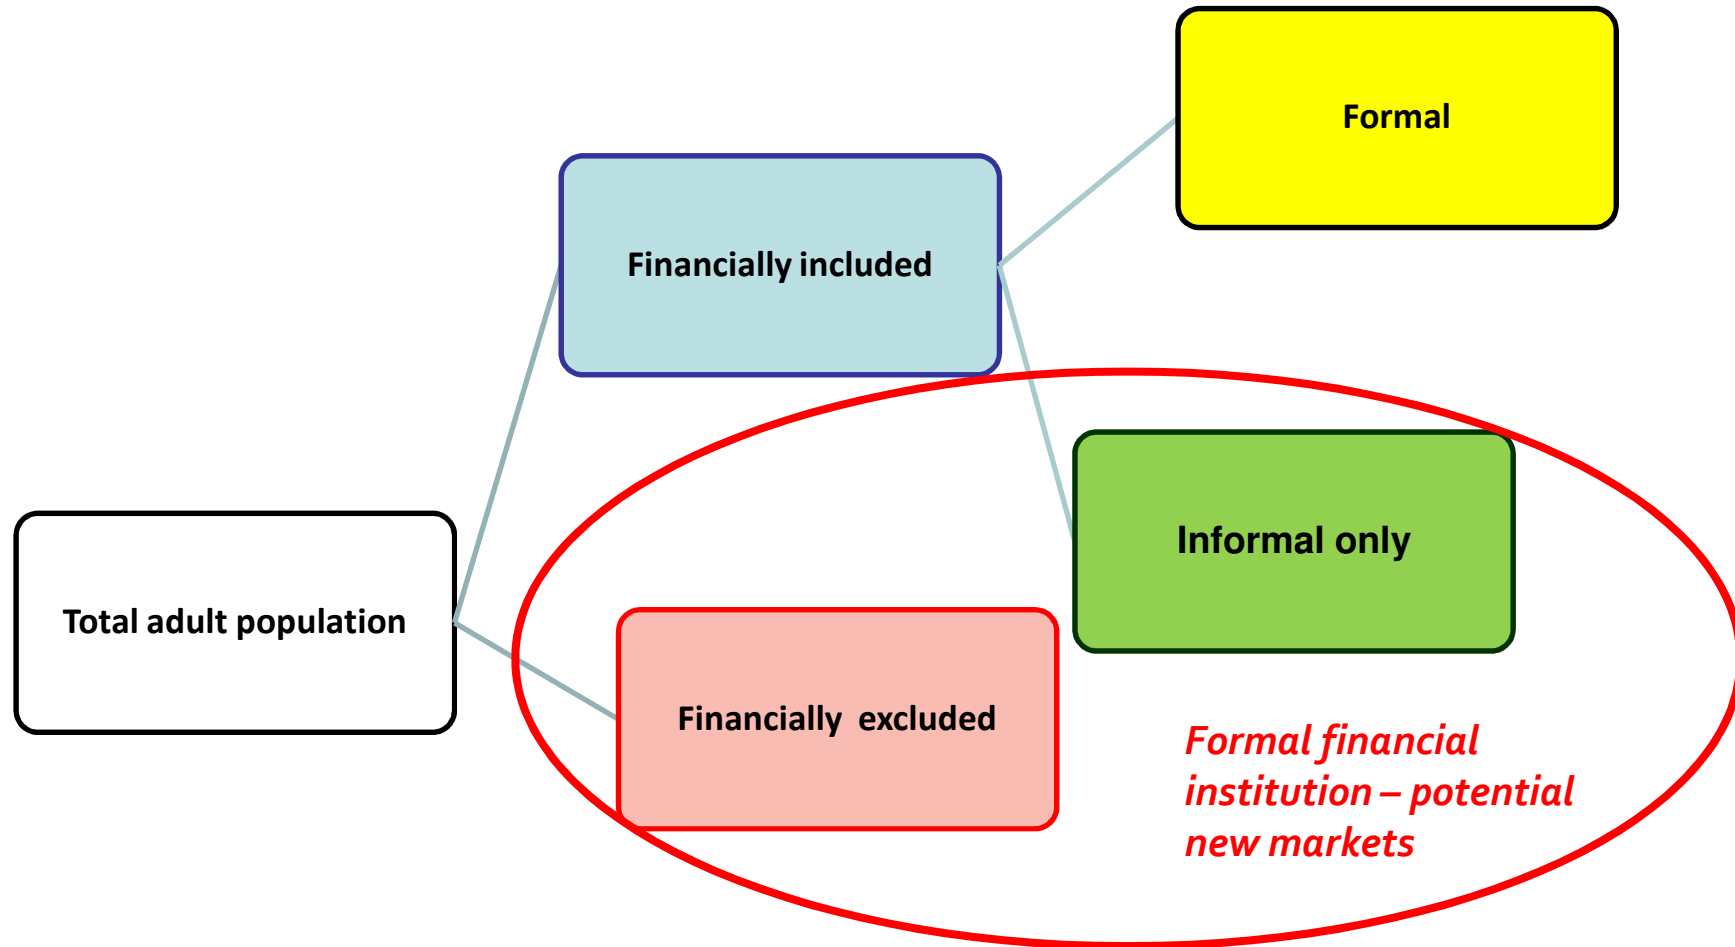 Formal
Financially included
Informal only
Total adult population
Financially excluded
Formal financial
institution – potential
new markets